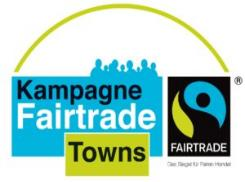 Kampagne
Fairtrade
Towns
®
FAIRTRADE
Das Siegel für Fairen Handel